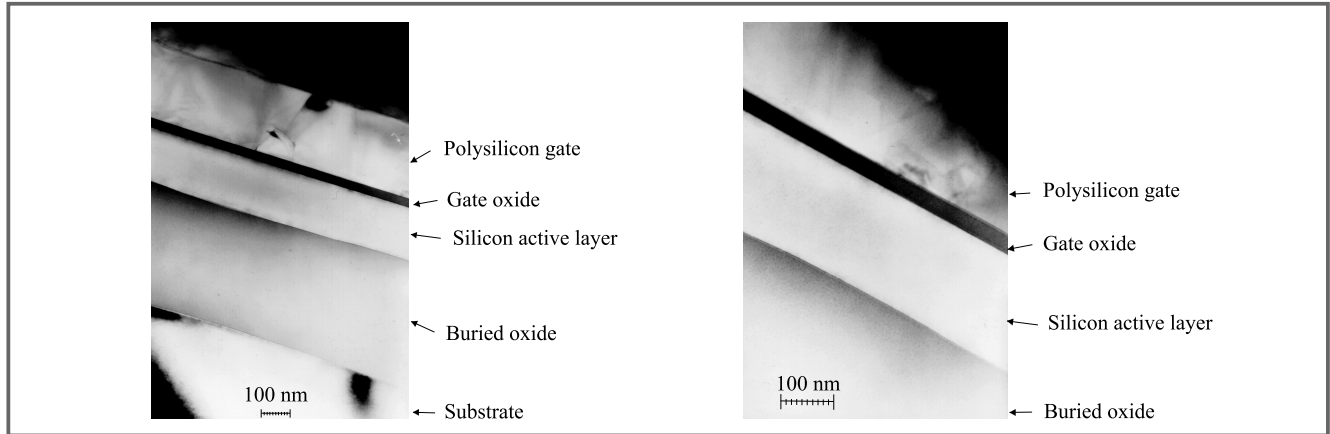 Polysilicon gate
Gate oxide
Silicon active layer
Buried oxide
100 nm
Substrate
Polysilicon gate
Gate oxide
Silicon active layer
100 nm
Buried oxide